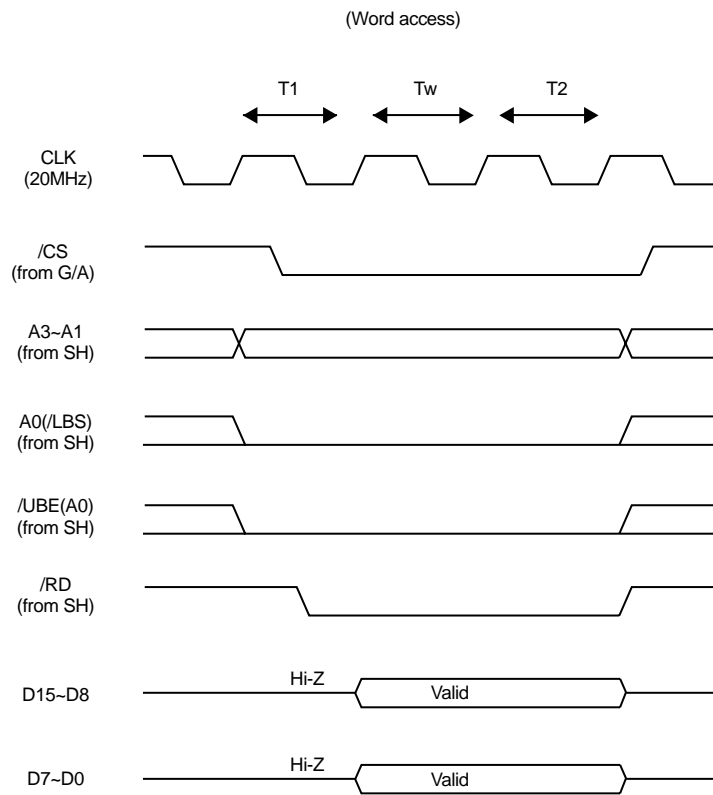 (Word access)
T1 Tw T2
CLK
(20MHz)
/CS
(from G/A)
A3~A1
(from SH)
A0(/LBS)
(from SH)
/UBE(A0)
(from SH)
/RD
(from SH)
Hi-Z
D15~D8 Valid
Hi-Z
D7~D0 Valid